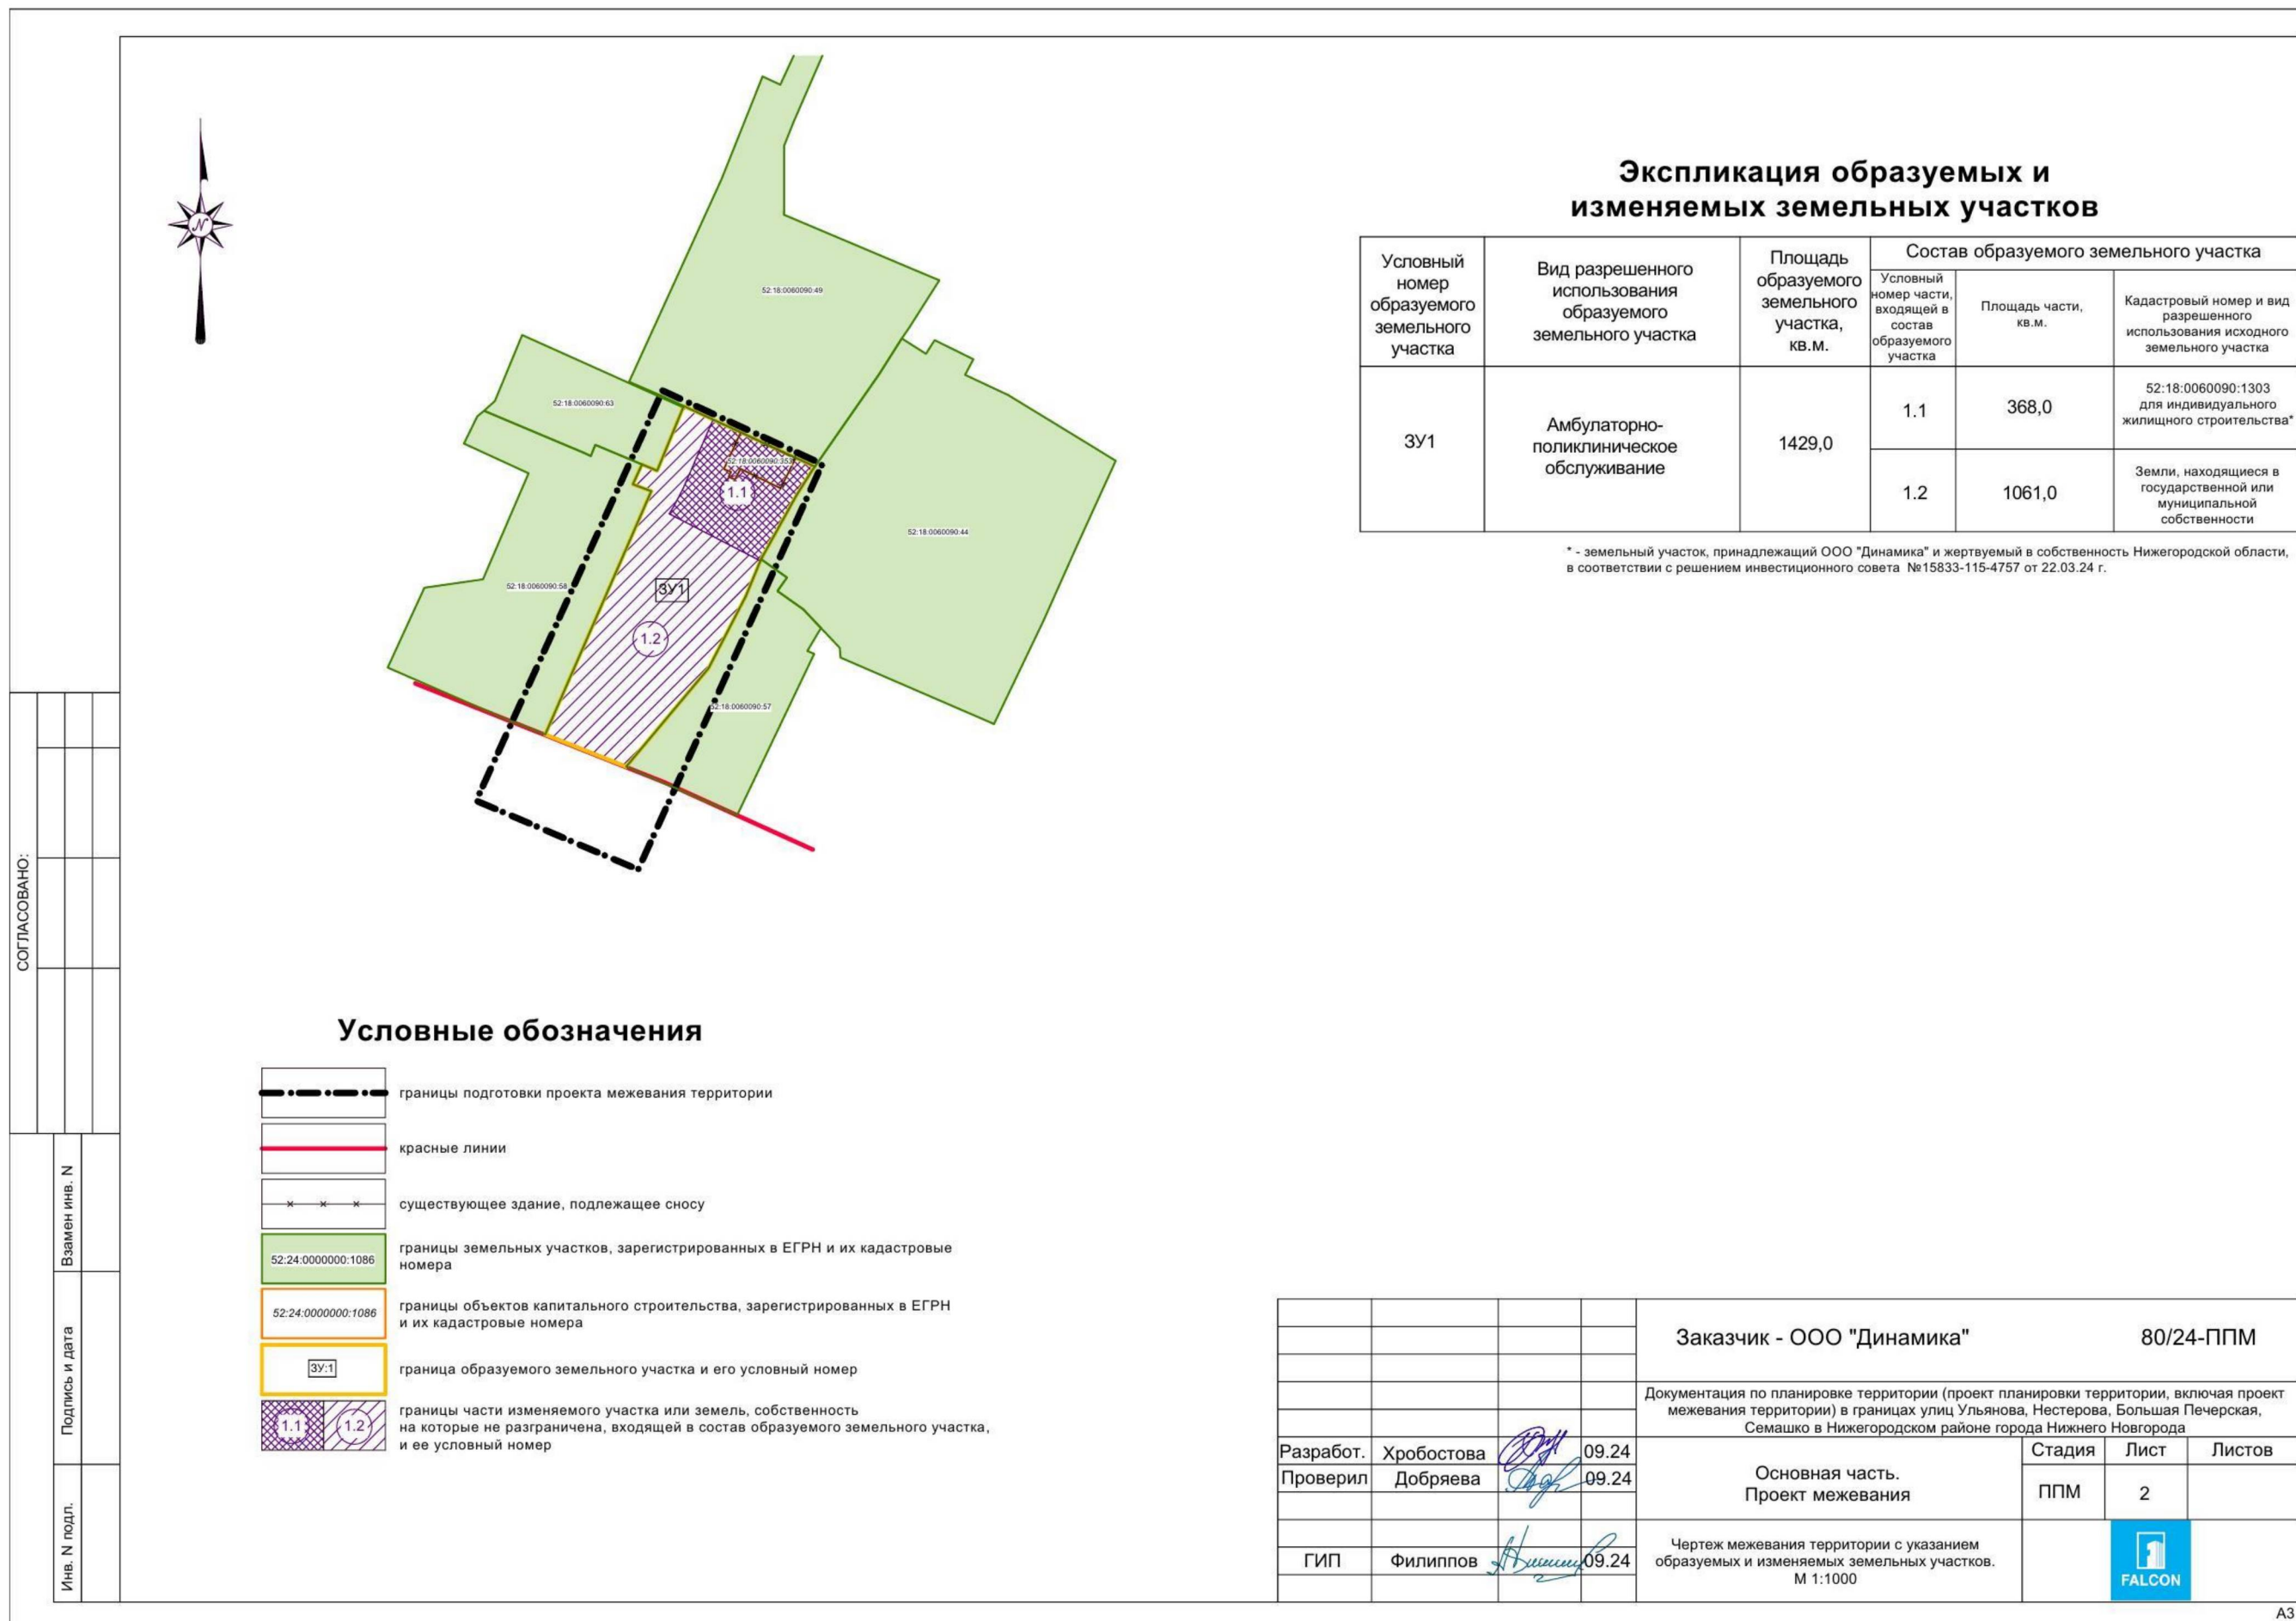 N
52:18:0060090:49
52:18:0060090:63
52:18:0060090:353
1.1
52:18:0060090:44
52:18:0060090:58
ЗУ1
1.2
52:18:0060090:57
Экспликация образуемых и
изменяемых земельных участков
Условный
номер
образуемого
земельного
участка
Вид разрешенного
использования
образуемого
земельного участка
Площадь
образуемого
земельного
участка,
кв.м.
Состав образуемого земельного участка
Условный
номер части,
входящей в
состав
образуемого
участка
Площадь части,
кв.м.
Кадастровый номер и вид
разрешенного
использования исходного
земельного участка
ЗУ1
Амбулаторно-
поликлиническое
обслуживание
1429,0
1.1
368,0
52:18:0060090:1303
для индивидуального
жилищного строительства*
1.2
1061,0
Земли, находящиеся в
государственной или
муниципальной
собственности
* - земельный участок, принадлежащий ООО "Динамика" и жертвуемый в собственность Нижегородской области,
в соответствии с решением инвестиционного совета №15833-115-4757 от 22.03.24 г.
СОГЛАСОВАНО:
Взамен инв. N
Подпись и дата
Инв. N подл.
Условные обозначения
границы подготовки проекта межевания территории
красные линии
существующее здание, подлежащее сносу
52:24:0000000:1086
границы земельных участков, зарегистрированных в ЕГРН и их кадастровые
номера
52:24:0000000:1086
границы объектов капитального строительства, зарегистрированных в ЕГРН
и их кадастровые номера
ЗУ:1
граница образуемого земельного участка и его условный номер
1.1
1.2
границы части изменяемого участка или земель, собственность
на которые не разграничена, входящей в состав образуемого земельного участка,
и ее условный номер
Заказчик - ООО "Динамика"
80/24-ППМ
Документация по планировке территории (проект планировки территории, включая проект
межевания территории) в границах улиц Ульянова, Нестерова, Большая Печерская,
Семашко в Нижегородском районе города Нижнего Новгорода
Разработ. Хробостова 09.24
Проверил Добряева 09.24
Основная часть.
Проект межевания
Стадия Лист Листов
ППМ 2
ГИП Филиппов 09.24
Чертеж межевания территории с указанием
образуемых и изменяемых земельных участков.
М 1:1000
FALCON
А3